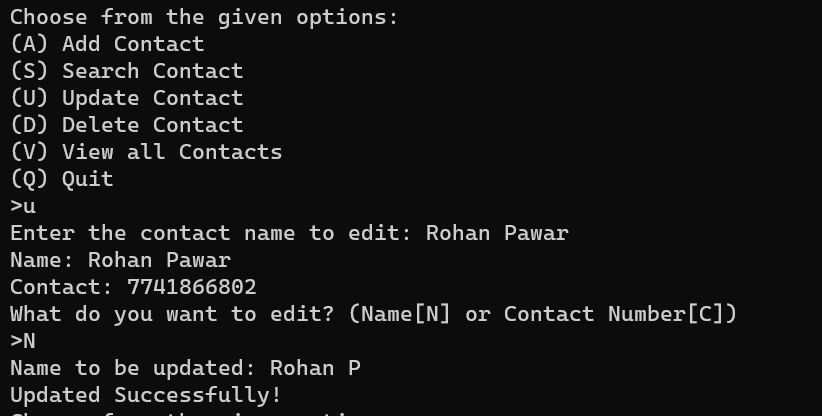 Choose from the given options:
(A) Add Contact
(S) Search Contact
(U) Update Contact
(D) Delete Contact
(V) View all Contacts
(Q) Quit
>u
Enter the contact name to edit: Rohan Pawar
Name: Rohan Pawar
Contact: 7741866802
What do you want to edit? (Name[N] or Contact Number[C])
>N
Name to be updated: Rohan P
Updated Successfully!